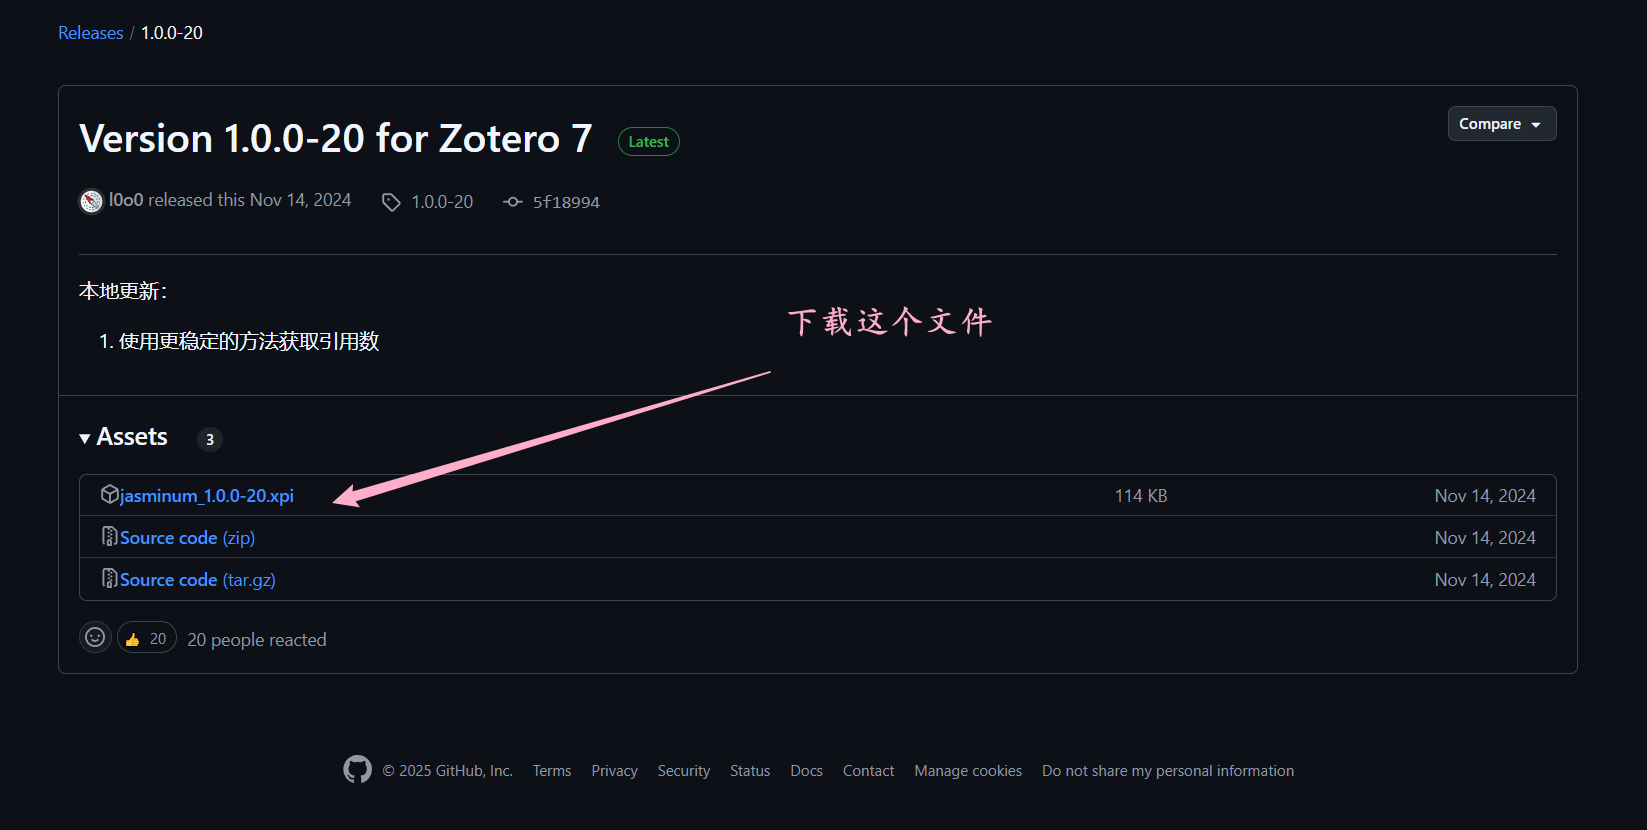 Releases / 1.0.0-20
Version 1.0.0-20 for Zotero 7 Latest
Compare
l0o0 released this Nov 14, 2024 1.0.0-20 5f18994
本地更新：
1. 使用更稳定的方法获取引用数
下载这个文件
Assets 3
jasminum_1.0.0-20.xpi 114 KB Nov 14, 2024
Source code (zip) Nov 14, 2024
Source code (tar.gz) Nov 14, 2024
👍 20 20 people reacted
© 2025 GitHub, Inc. Terms Privacy Security Status Docs Contact Manage cookies Do not share my personal information